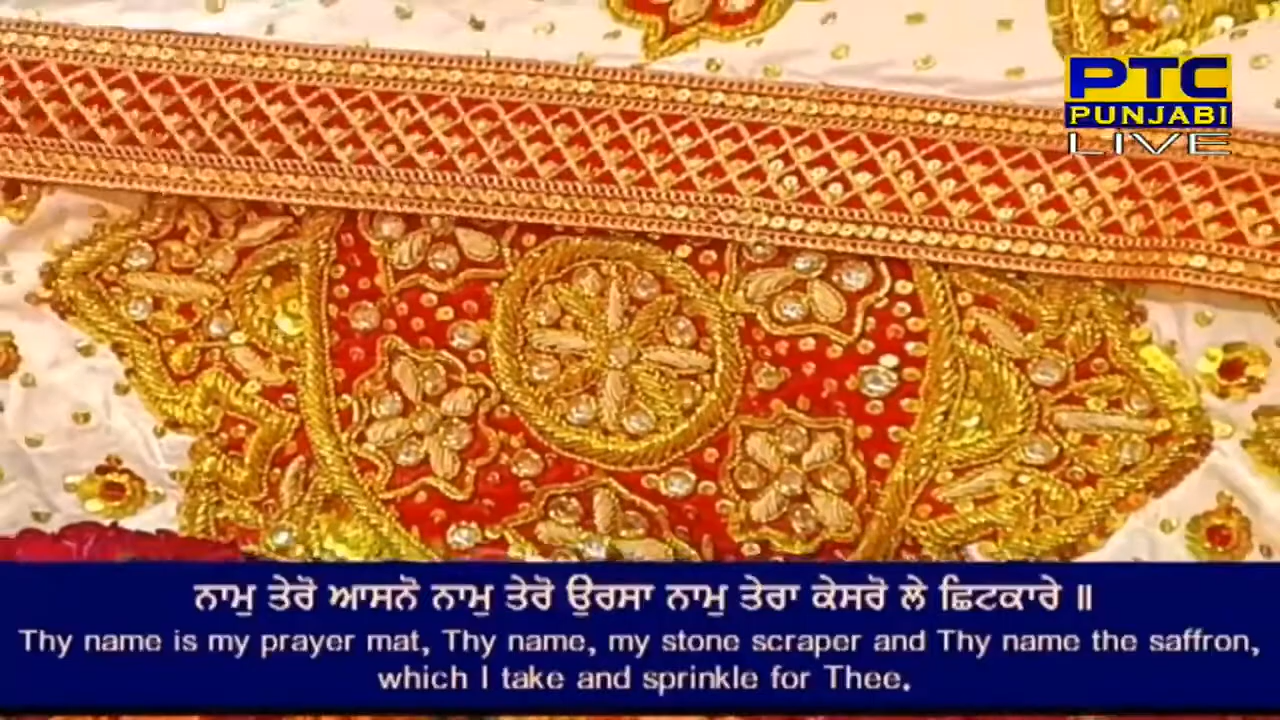 PTC
PUNJABI
LIVE
ਨਾਮੁ ਤੇਰੋ ਆਸਨੋ ਨਾਮੁ ਤੇਰੋ ਉਰਸਾ ਨਾਮੁ ਤੇਰਾ ਕੇਸਰੋ ਲੇ ਛਿਟਕਾਰੇ ॥
Thy name is my prayer mat, Thy name, my stone scraper and Thy name the saffron,
which I take and sprinkle for Thee.